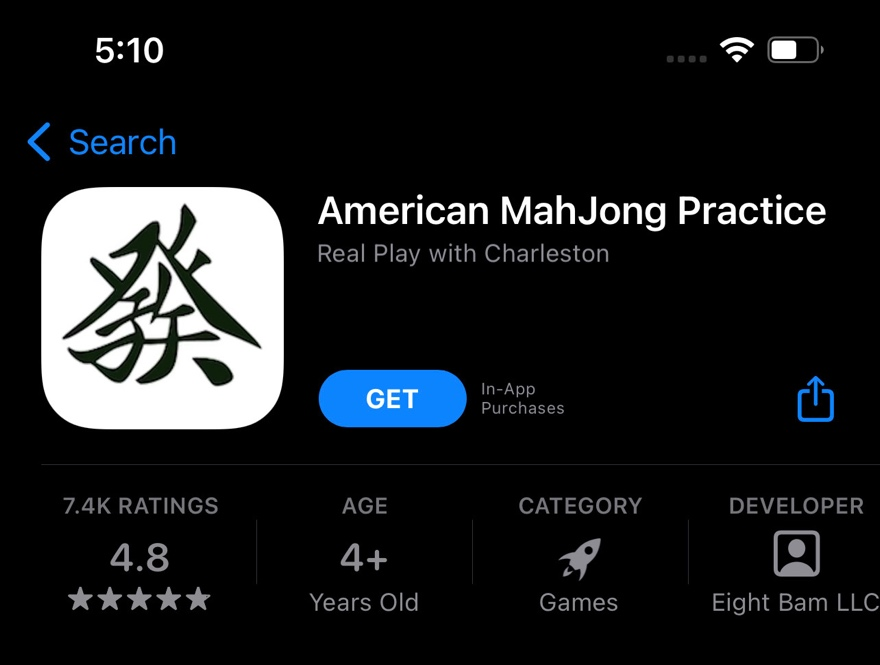 5:10
Search
發
American MahJong Practice
Real Play with Charleston
GET
In-App
Purchases
7.4K RATINGS
4.8
★★★★★
AGE
4+
Years Old
CATEGORY
Games
DEVELOPER
Eight Bam LLC